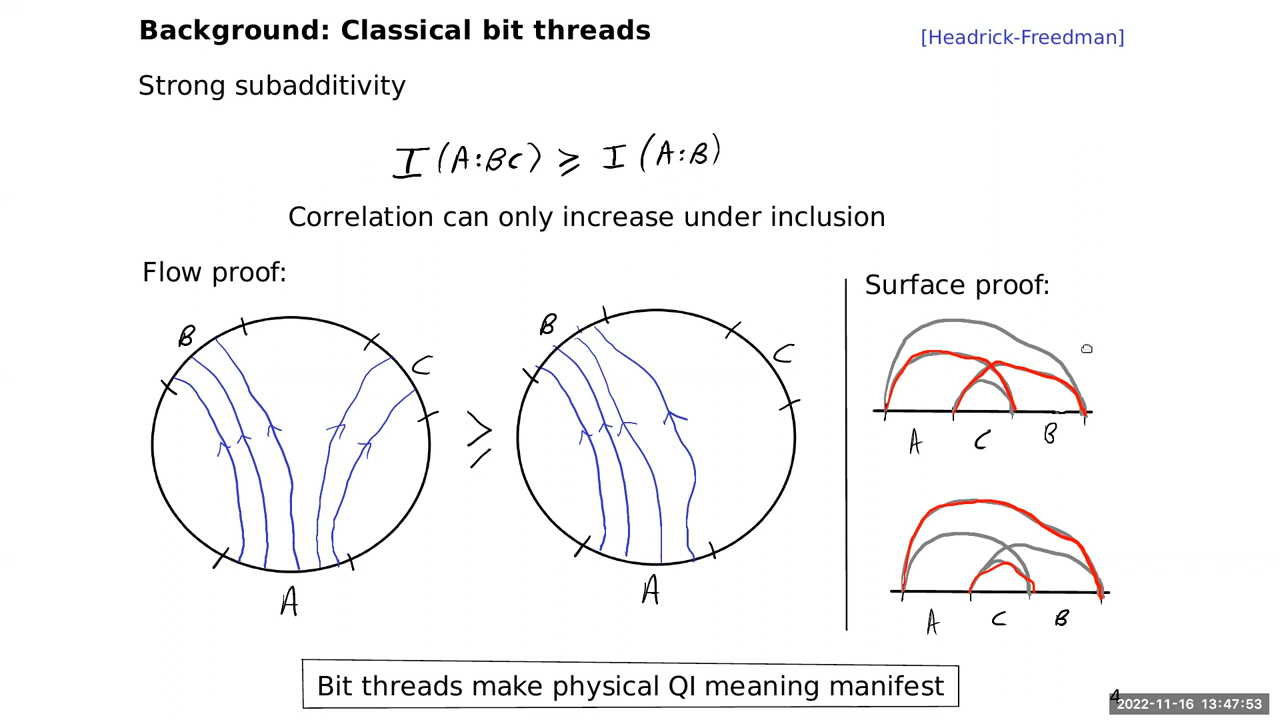 Background: Classical bit threads
[Headrick-Freedman]
Strong subadditivity
I(A:BC) ⩾ I(A:B)
Correlation can only increase under inclusion
Flow proof:
B
C
A
⩾
B
C
A
Surface proof:
A C B
A C B
Bit threads make physical QI meaning manifest
4
2022-11-16 13:47:53